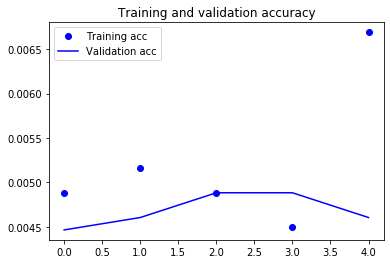 Training and validation accuracy
Training acc
Validation acc
0.0065
0.0060
0.0055
0.0050
0.0045
0.0 0.5 1.0 1.5 2.0 2.5 3.0 3.5 4.0